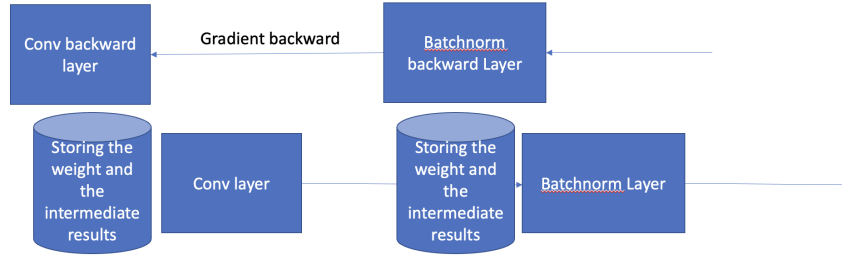 Conv backward
layer
Gradient backward
Batchnorm
backward Layer
Storing the
weight and
the
intermediate
results
Conv layer
Storing the
weight and
the
intermediate
results
Batchnorm Layer